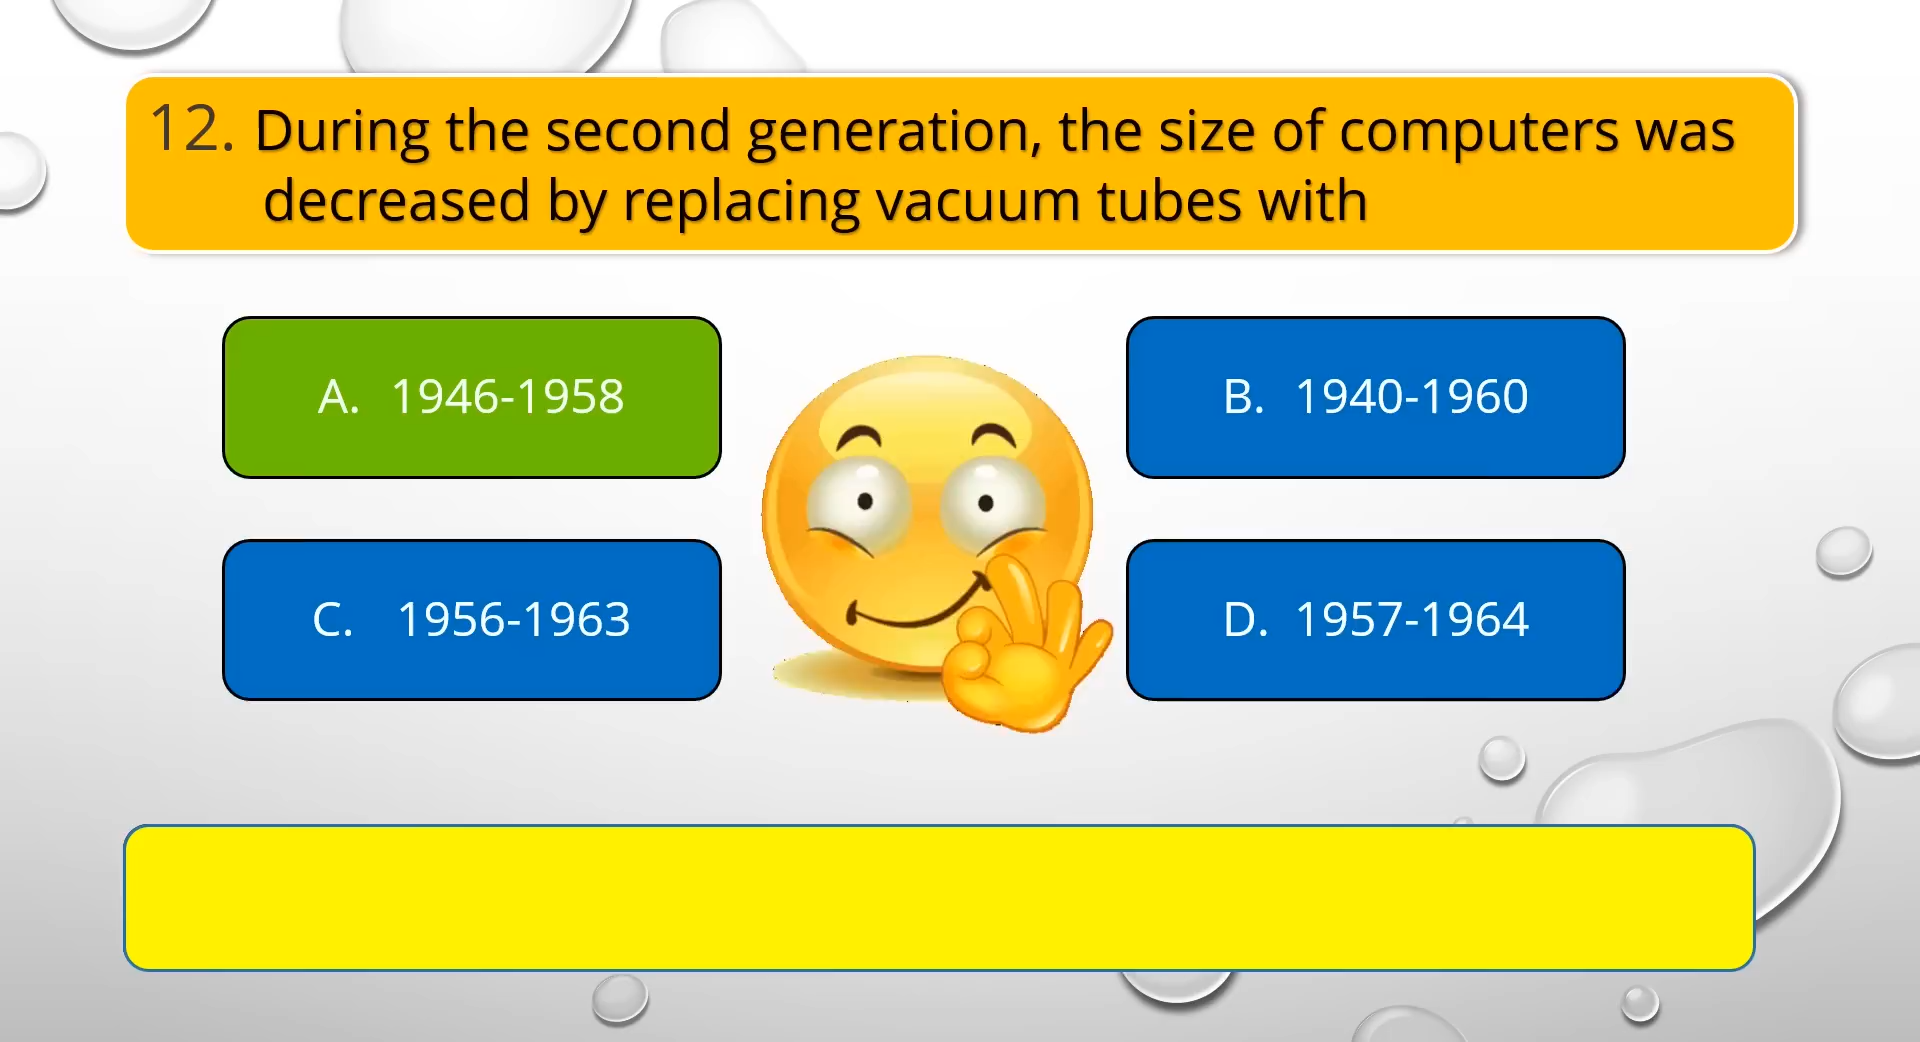 12. During the second generation, the size of computers was
decreased by replacing vacuum tubes with
A. 1946-1958
B. 1940-1960
C. 1956-1963
D. 1957-1964